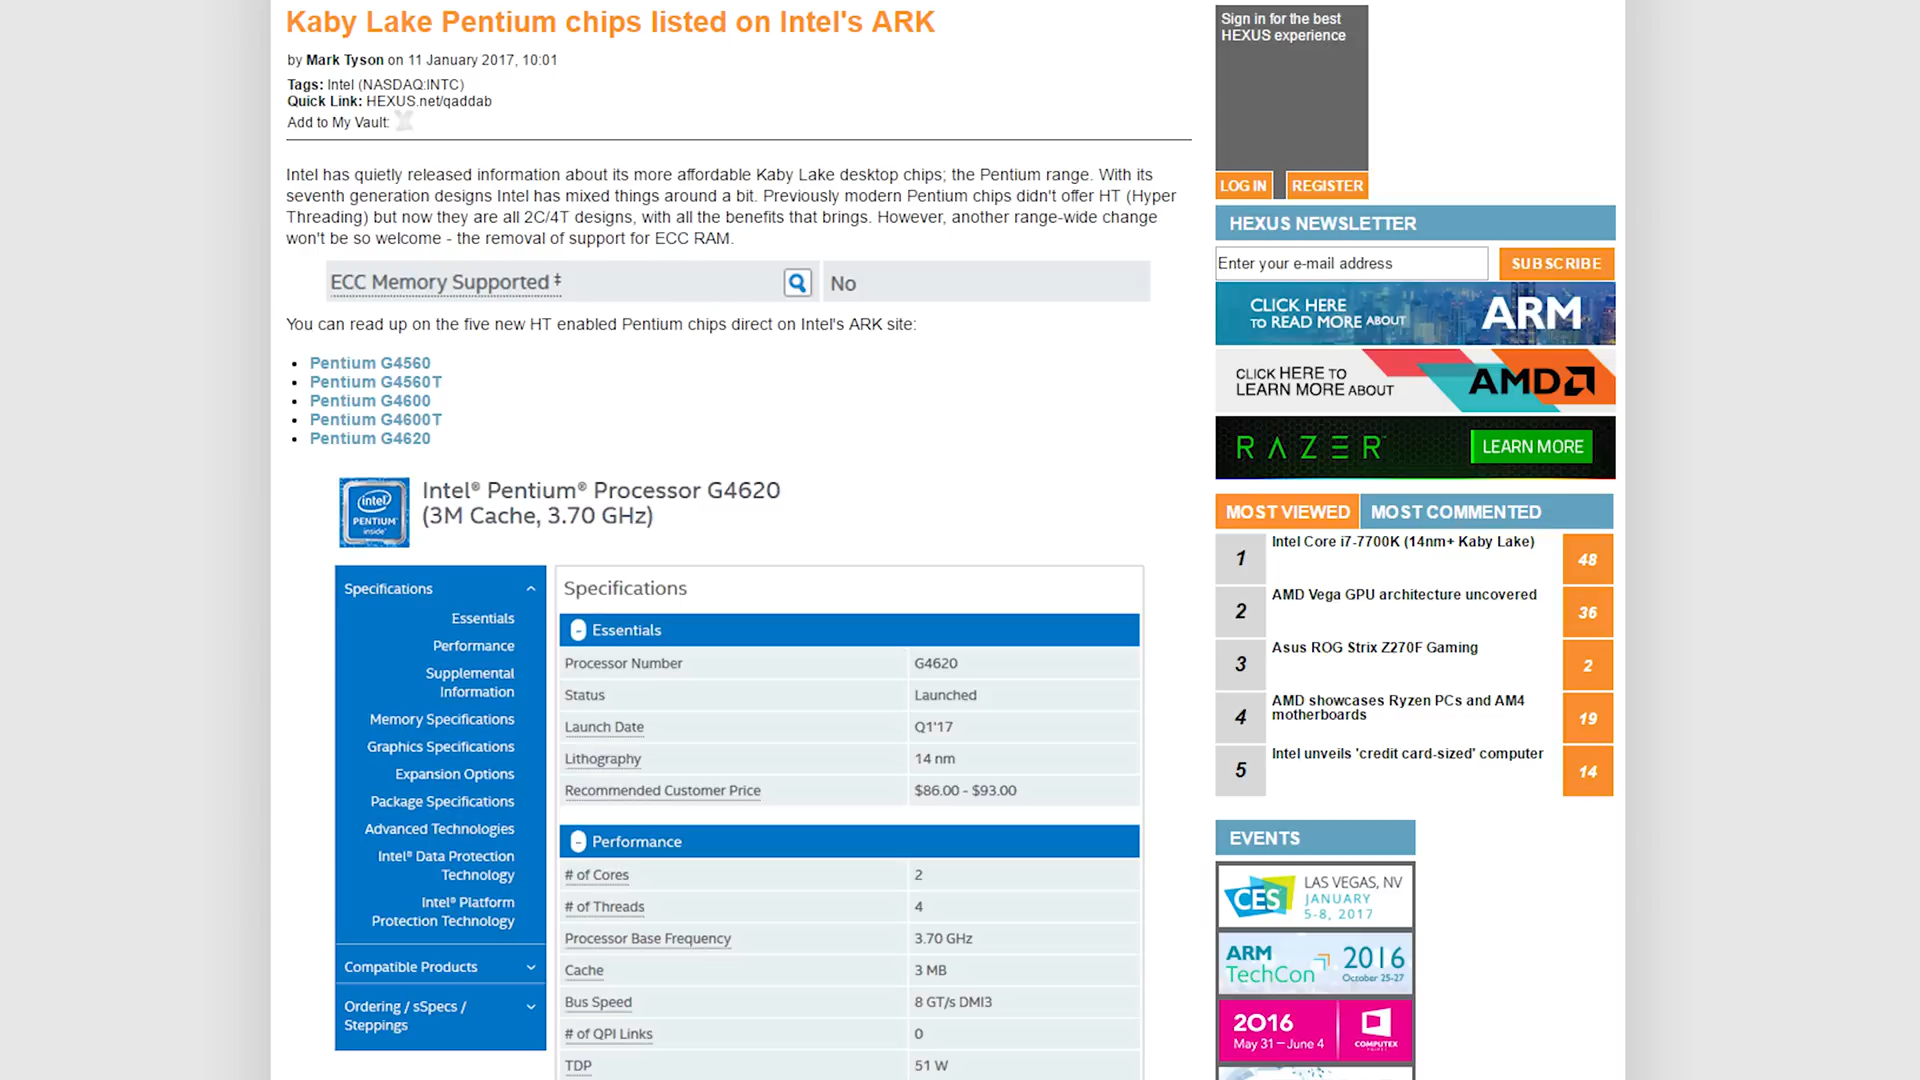 Kaby Lake Pentium chips listed on Intel's ARK
by Mark Tyson on 11 January 2017, 10:01
Tags: Intel (NASDAQ:INTC)
Quick Link: HEXUS.net/qaddab
Add to My Vault:
Intel has quietly released information about its more affordable Kaby Lake desktop chips; the Pentium range. With its
seventh generation designs Intel has mixed things around a bit. Previously modern Pentium chips didn't offer HT (Hyper
Threading) but now they are all 2C/4T designs, with all the benefits that brings. However, another range-wide change
won't be so welcome - the removal of support for ECC RAM.
ECC Memory Supported ‡ No
You can read up on the five new HT enabled Pentium chips direct on Intel's ARK site:
Pentium G4560
Pentium G4560T
Pentium G4600
Pentium G4600T
Pentium G4620
intel
PENTIUM
inside
Intel® Pentium® Processor G4620
(3M Cache, 3.70 GHz)
Specifications
Essentials
Performance
Supplemental
Information
Memory Specifications
Graphics Specifications
Expansion Options
Package Specifications
Advanced Technologies
Intel® Data Protection
Technology
Intel® Platform
Protection Technology
Compatible Products
Ordering / sSpecs /
Steppings
Specifications
- Essentials
Processor Number G4620
Status Launched
Launch Date Q1'17
Lithography 14 nm
Recommended Customer Price $86.00 - $93.00
- Performance
# of Cores 2
# of Threads 4
Processor Base Frequency 3.70 GHz
Cache 3 MB
Bus Speed 8 GT/s DMI3
# of QPI Links 0
TDP 51 W
Sign in for the best
HEXUS experience
LOG IN REGISTER
HEXUS NEWSLETTER
Enter your e-mail address SUBSCRIBE
CLICK HERE
TO READ MORE ABOUT ARM
CLICK HERE TO
LEARN MORE ABOUT AMD
RAZER LEARN MORE
MOST VIEWED MOST COMMENTED
1 Intel Core i7-7700K (14nm+ Kaby Lake) 48
2 AMD Vega GPU architecture uncovered 36
3 Asus ROG Strix Z270F Gaming 2
4 AMD showcases Ryzen PCs and AM4
motherboards 19
5 Intel unveils 'credit card-sized' computer 14
EVENTS
CES LAS VEGAS, NV
JANUARY
5-8, 2017
ARM
TechCon 2016
October 25-27
2016
May 31 – June 4
COMPUTEX